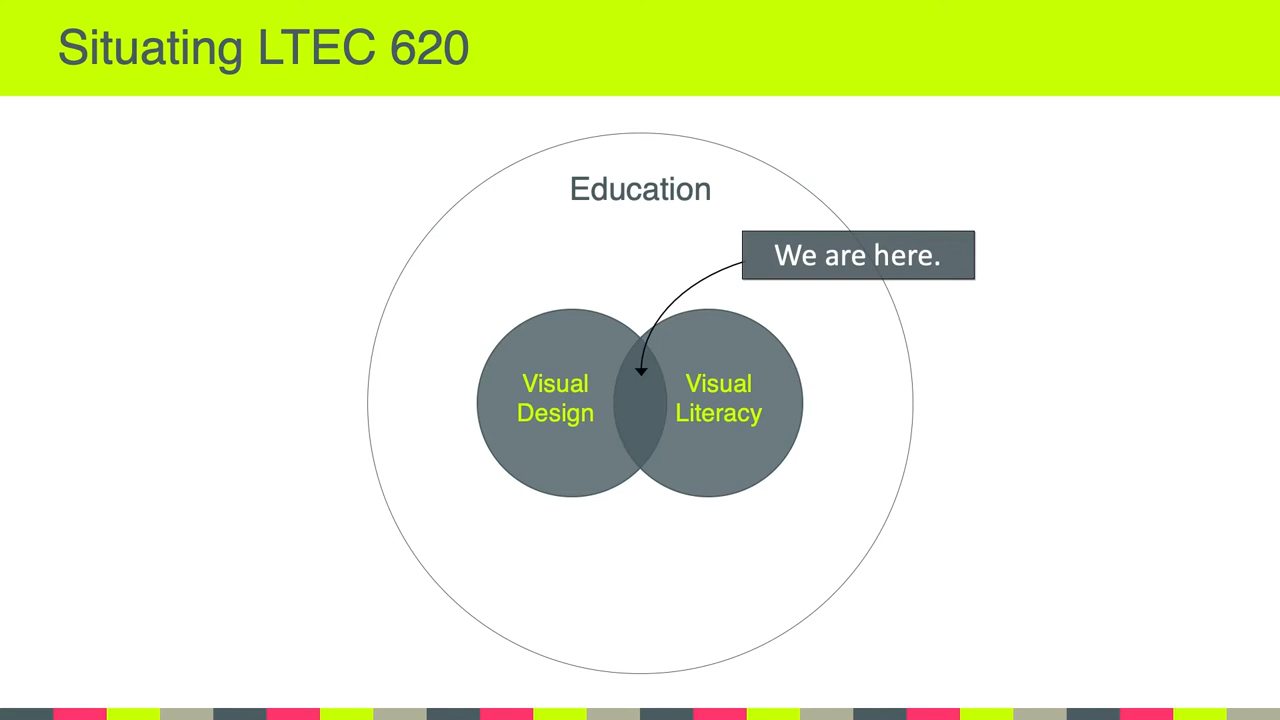 Situating LTEC 620
Education
We are here.
Visual
Design
Visual
Literacy